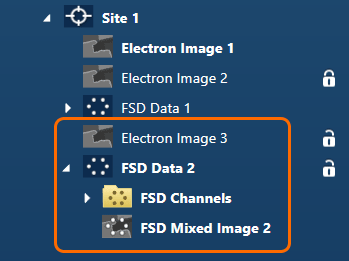 Site 1
Electron Image 1
Electron Image 2
FSD Data 1
Electron Image 3
FSD Data 2
FSD Channels
FSD Mixed Image 2